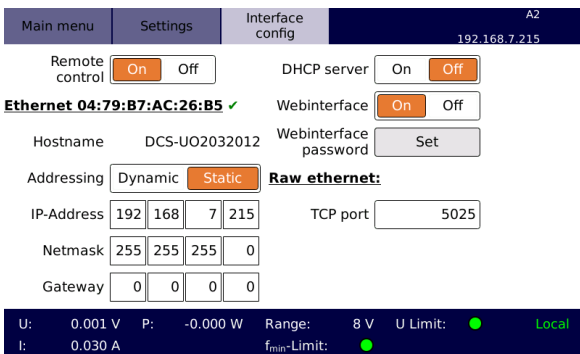 Main menu Settings Interface config A2
192.168.7.215
Remote control On Off DHCP server On Off
Ethernet 04:79:B7:AC:26:B5 ✔ Webinterface On Off
Hostname DCS-UO2032012 Webinterface password Set
Addressing Dynamic Static Raw ethernet:
IP-Address 192 168 7 215 TCP port 5025
Netmask 255 255 255 0
Gateway 0 0 0 0
U: 0.001 V P: -0.000 W Range: 8 V U Limit: Local
I: 0.030 A fmin-Limit: